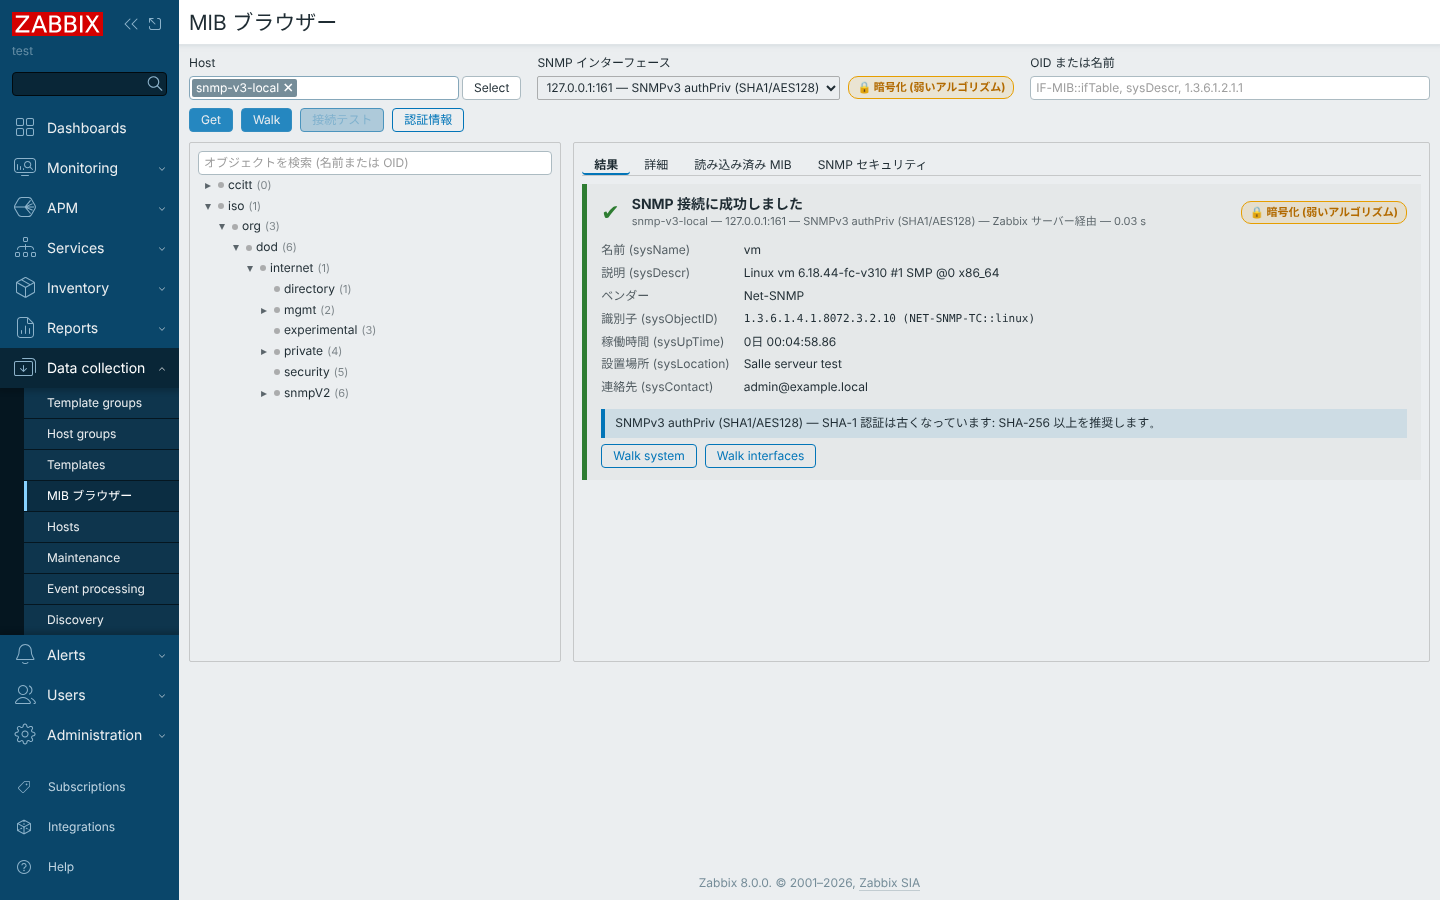 ZABBIX
test
Dashboards
Monitoring
APM
Services
Inventory
Reports
Data collection
Template groups
Host groups
Templates
MIB ブラウザー
Hosts
Maintenance
Event processing
Discovery
Alerts
Users
Administration
Subscriptions
Integrations
Help
MIB ブラウザー
Host
snmp-v3-local
Select
SNMP インターフェース
127.0.0.1:161 — SNMPv3 authPriv (SHA1/AES128)
暗号化 (弱いアルゴリズム)
OID または名前
IF-MIB::ifTable, sysDescr, 1.3.6.1.2.1.1
Get
Walk
接続テスト
認証情報
オブジェクトを検索 (名前または OID)
ccitt (0)
iso (1)
org (3)
dod (6)
internet (1)
directory (1)
mgmt (2)
experimental (3)
private (4)
security (5)
snmpV2 (6)
結果
詳細
読み込み済み MIB
SNMP セキュリティ
✔ SNMP 接続に成功しました
snmp-v3-local — 127.0.0.1:161 — SNMPv3 authPriv (SHA1/AES128) — Zabbix サーバー経由 — 0.03 s
暗号化 (弱いアルゴリズム)
名前 (sysName) vm
説明 (sysDescr) Linux vm 6.18.44-fc-v310 #1 SMP @0 x86_64
ベンダー Net-SNMP
識別子 (sysObjectID) 1.3.6.1.4.1.8072.3.2.10 (NET-SNMP-TC::linux)
稼働時間 (sysUpTime) 0日 00:04:58.86
設置場所 (sysLocation) Salle serveur test
連絡先 (sysContact) admin@example.local
SNMPv3 authPriv (SHA1/AES128) — SHA-1 認証は古くなっています: SHA-256 以上を推奨します。
Walk system
Walk interfaces
Zabbix 8.0.0. © 2001–2026, Zabbix SIA